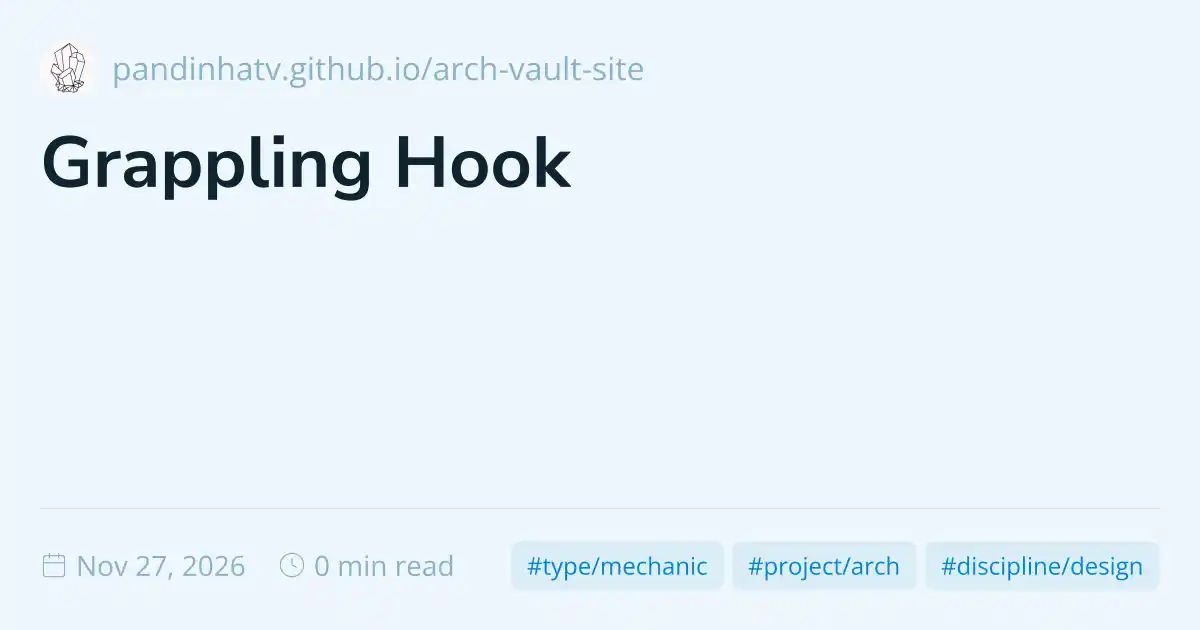 pandinhatv.github.io/arch-vault-site
Grappling Hook
Nov 27, 2026 0 min read #type/mechanic #project/arch #discipline/design